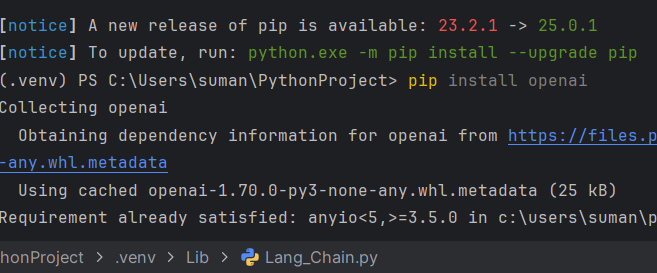 [notice] A new release of pip is available: 23.2.1 -> 25.0.1
[notice] To update, run: python.exe -m pip install --upgrade pip
(.venv) PS C:\Users\suman\PythonProject> pip install openai
Collecting openai
Obtaining dependency information for openai from https://files.p
-any.whl.metadata
Using cached openai-1.70.0-py3-none-any.whl.metadata (25 kB)
Requirement already satisfied: anyio<5,>=3.5.0 in c:\users\suman\p
honProject > .venv > Lib > Lang_Chain.py